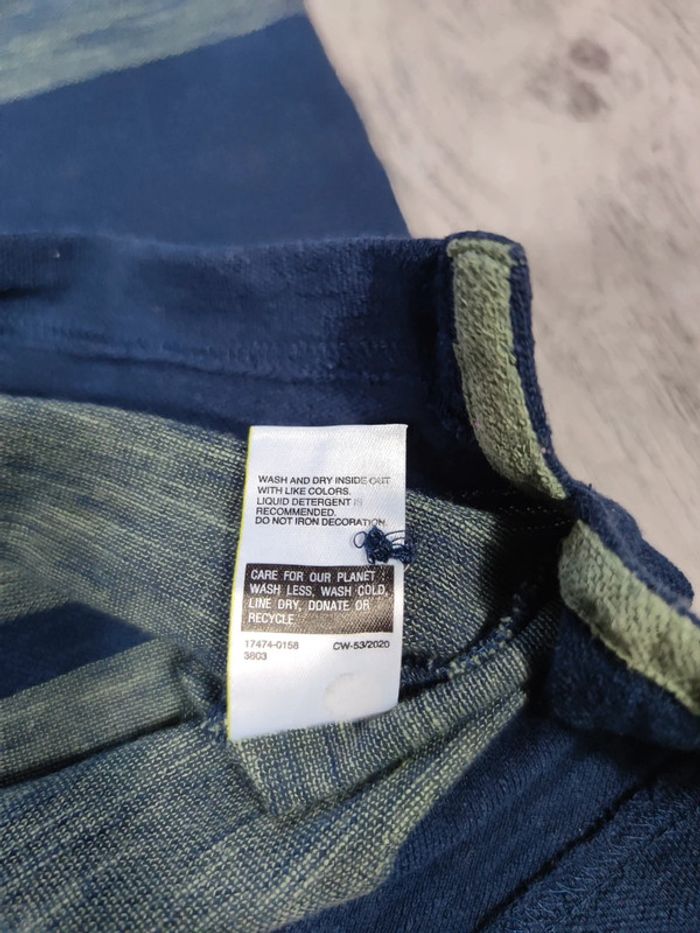 WASH AND DRY INSIDE OUT
WITH LIKE COLORS.
LIQUID DETERGENT IS
RECOMMENDED.
DO NOT IRON DECORATION.
CARE FOR OUR PLANET
WASH LESS, WASH COLD,
LINE DRY, DONATE OR
RECYCLE
17474-0158 CW-53/2020
3803